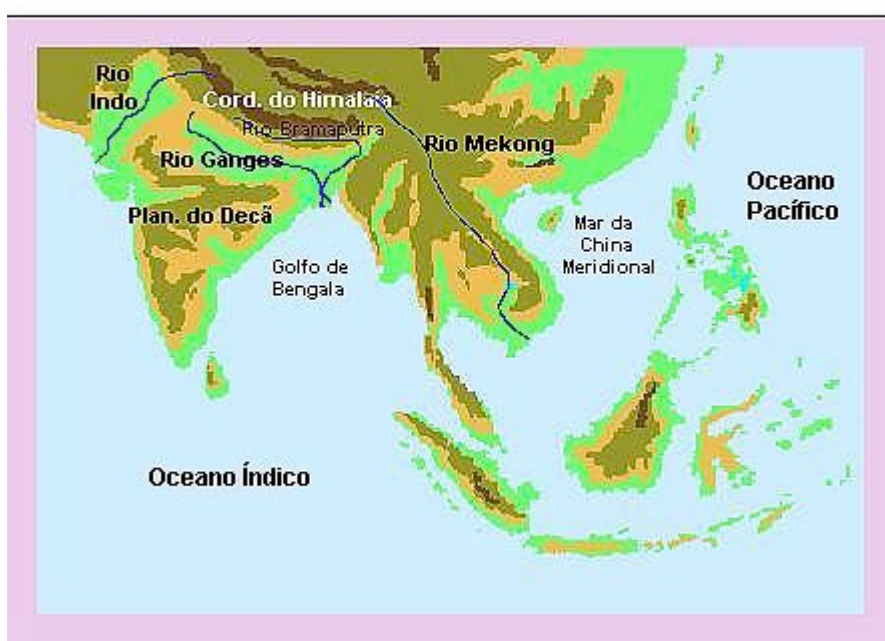 Rio
Indo
Cord. do Himalaia
Rio Bramaputra
Rio Mekong
Rio Ganges
Oceano
Pacífico
Plan. do Decã
Mar da
China
Meridional
Golfo de
Bengala
Oceano Índico